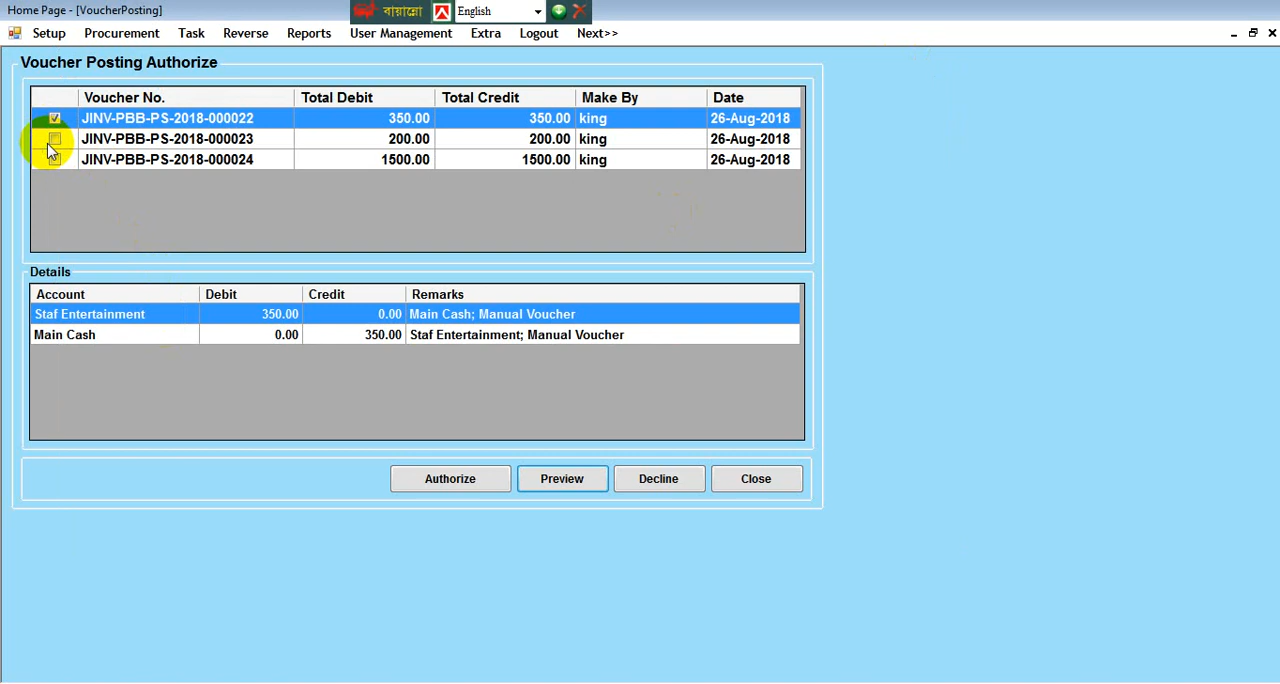 Home Page - [VoucherPosting]
বায়ান্নো English
Setup Procurement Task Reverse Reports User Management Extra Logout Next>>
Voucher Posting Authorize
Voucher No. Total Debit Total Credit Make By Date
JINV-PBB-PS-2018-000022 350.00 350.00 king 26-Aug-2018
JINV-PBB-PS-2018-000023 200.00 200.00 king 26-Aug-2018
JINV-PBB-PS-2018-000024 1500.00 1500.00 king 26-Aug-2018
Details
Account Debit Credit Remarks
Staf Entertainment 350.00 0.00 Main Cash; Manual Voucher
Main Cash 0.00 350.00 Staf Entertainment; Manual Voucher
Authorize Preview Decline Close